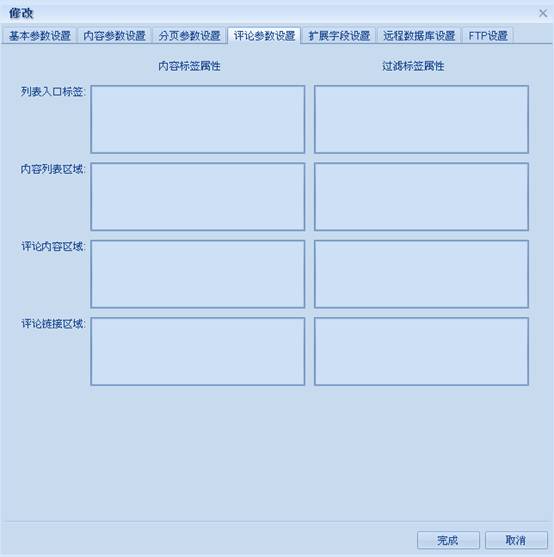 修改
基本参数设置 内容参数设置 分页参数设置 评论参数设置 扩展字段设置 远程数据库设置 FTP设置
内容标签属性 过滤标签属性
列表入口标签:
内容列表区域:
评论内容区域:
评论链接区域:
完成 取消